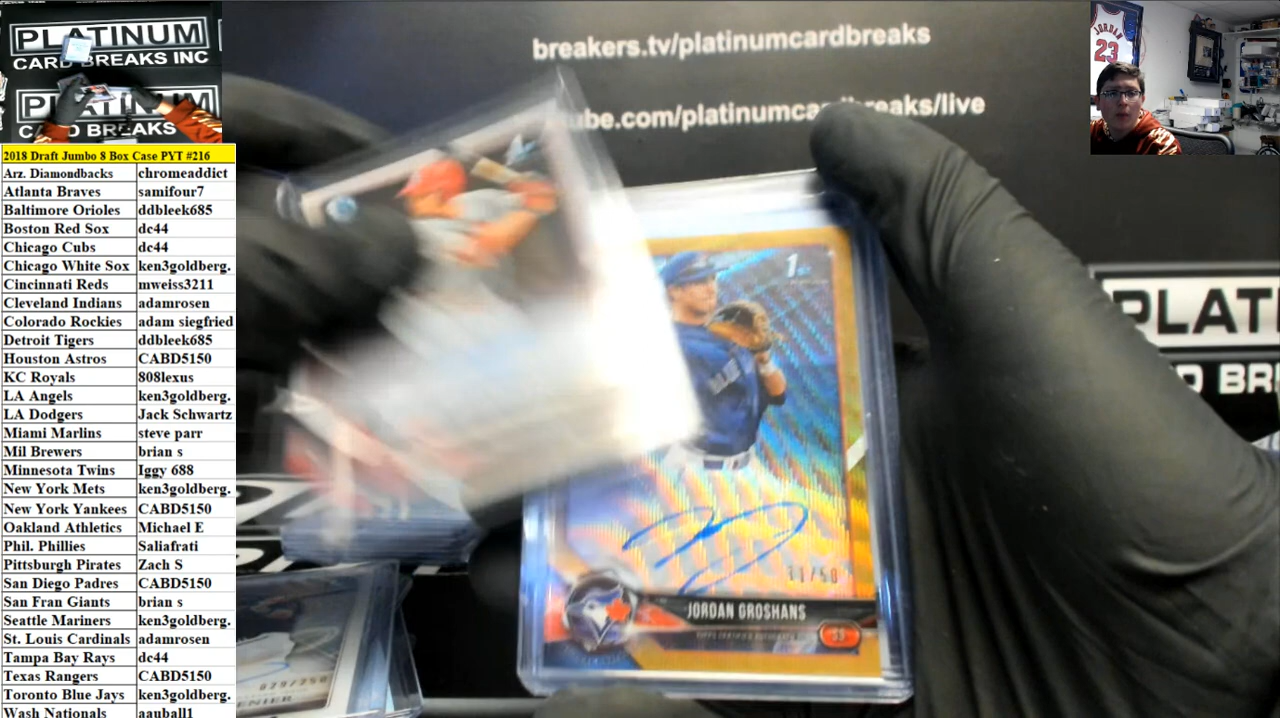 PLATINUM
CARD BREAKS INC
PLATINUM
CARD BREAKS
2018 Draft Jumbo 8 Box Case PYT #216
Arz. Diamondbacks chromeaddict
Atlanta Braves samifour7
Baltimore Orioles ddbleek685
Boston Red Sox dc44
Chicago Cubs dc44
Chicago White Sox ken3goldberg.
Cincinnati Reds mweiss3211
Cleveland Indians adamrosen
Colorado Rockies adam siegfried
Detroit Tigers ddbleek685
Houston Astros CABD5150
KC Royals 808lexus
LA Angels ken3goldberg.
LA Dodgers Jack Schwartz
Miami Marlins steve parr
Mil Brewers brian s
Minnesota Twins Iggy 688
New York Mets ken3goldberg.
New York Yankees CABD5150
Oakland Athletics Michael E
Phil. Phillies Saliafrati
Pittsburgh Pirates Zach S
San Diego Padres CABD5150
San Fran Giants brian s
Seattle Mariners ken3goldberg.
St. Louis Cardinals adamrosen
Tampa Bay Rays dc44
Texas Rangers CABD5150
Toronto Blue Jays ken3goldberg.
Wash Nationals aauball1
breakers.tv/platinumcardbreaks
ube.com/platinumcardbreaks/live
JORDAN
23
PLATI
D BR
1st
JORDAN GROSHANS